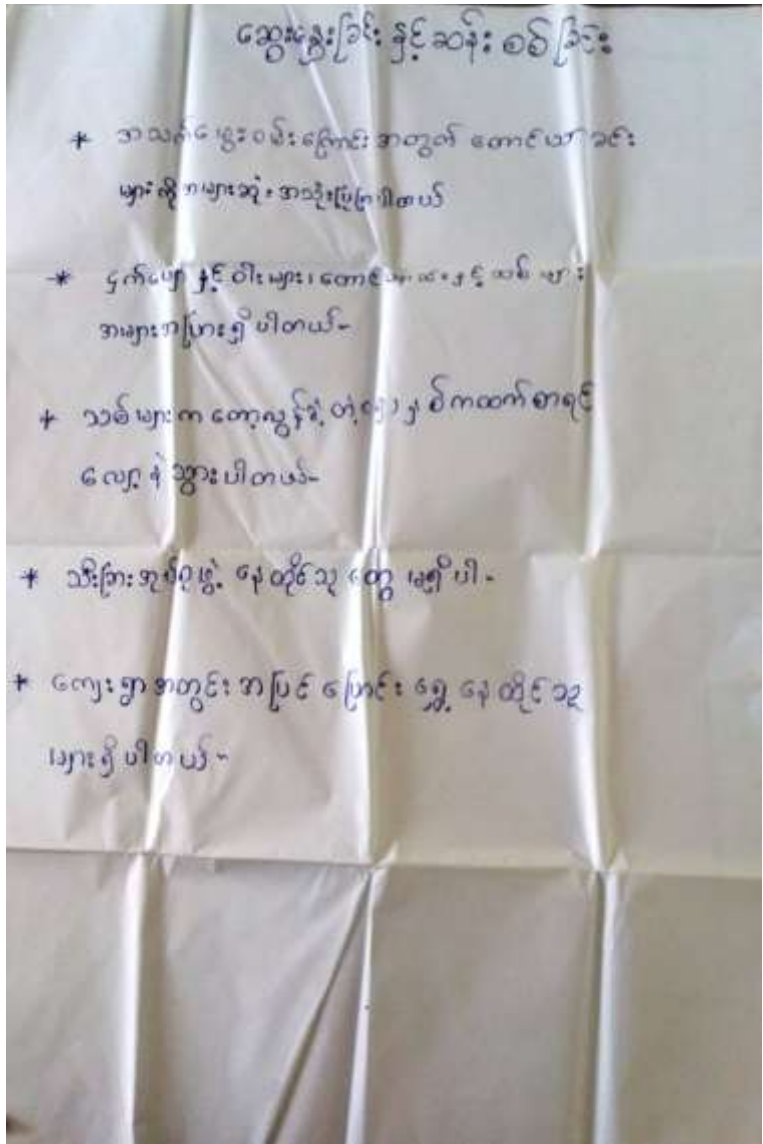 ဆွေးနွေးခြင်း နှင့် ဆန်း စစ် ခြင်း
* အသက်မွေးဝမ်းကြောင်းအတွက် တောင်ယာ ခင်း
များကိုအများဆုံး အသုံးပြုကြပါတယ်
* ငှက်ပျော နှင့် ဝါးများ၊ တောင် နှင့် သစ် များ
အများအပြားရှိပါတယ်-
* သစ်များက တော့လွန်ခဲ့တဲ့ ၅ နှစ်ကထက်စာရင်
လျော့နဲသွားပါတယ်-
* သီးခြားအုပ်စုဖွဲ့ နေထိုင်သူတွေ မရှိပါ-
* ကျေးရွာအတွင်းအပြင် ပြောင်းရွှေ့နေထိုင်သူ
များရှိပါတယ်-